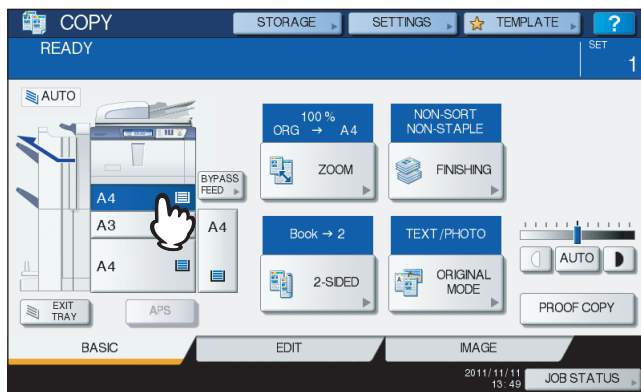 COPY
STORAGE
SETTINGS
TEMPLATE
?
READY
SET
1
AUTO
100 %
ORG → A4
NON-SORT
NON-STAPLE
ZOOM
FINISHING
BYPASS
FEED
A4
A3
A4
A4
Book → 2
TEXT/PHOTO
2-SIDED
ORIGINAL
MODE
AUTO
EXIT
TRAY
APS
PROOF COPY
BASIC
EDIT
IMAGE
2011/11/11
13:49
JOB STATUS